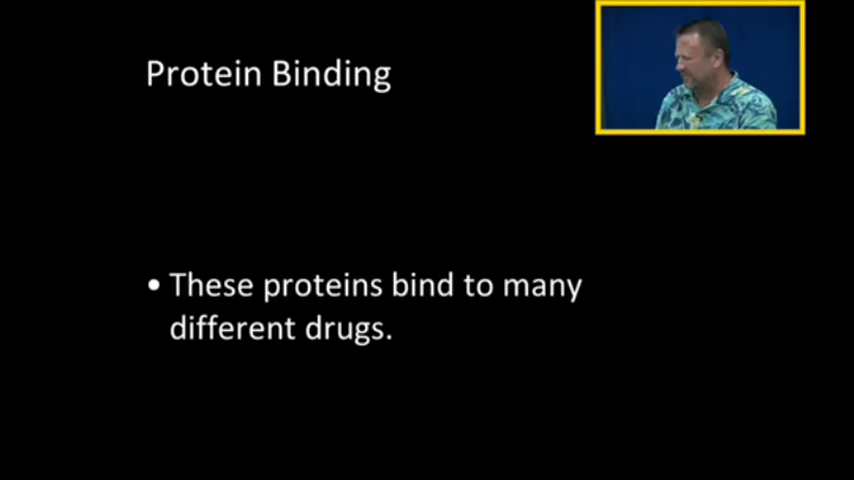 Protein Binding
• These proteins bind to many
different drugs.